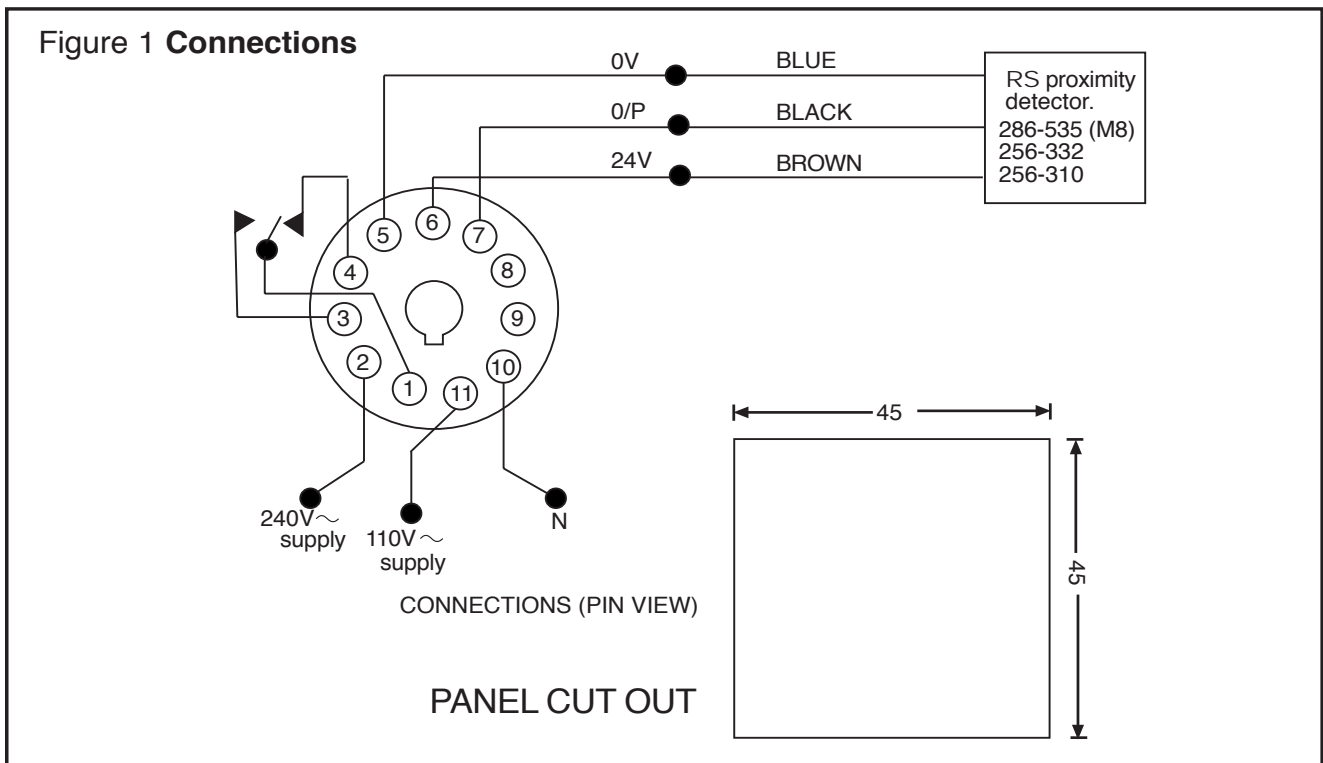 Figure 1 Connections
0V
BLUE
0/P
BLACK
24V
BROWN
RS proximity
detector.
286-535 (M8)
256-332
256-310
5
6
7
4
8
3
9
2
10
1
11
240V~
supply
110V~
supply
N
CONNECTIONS (PIN VIEW)
PANEL CUT OUT
45
45